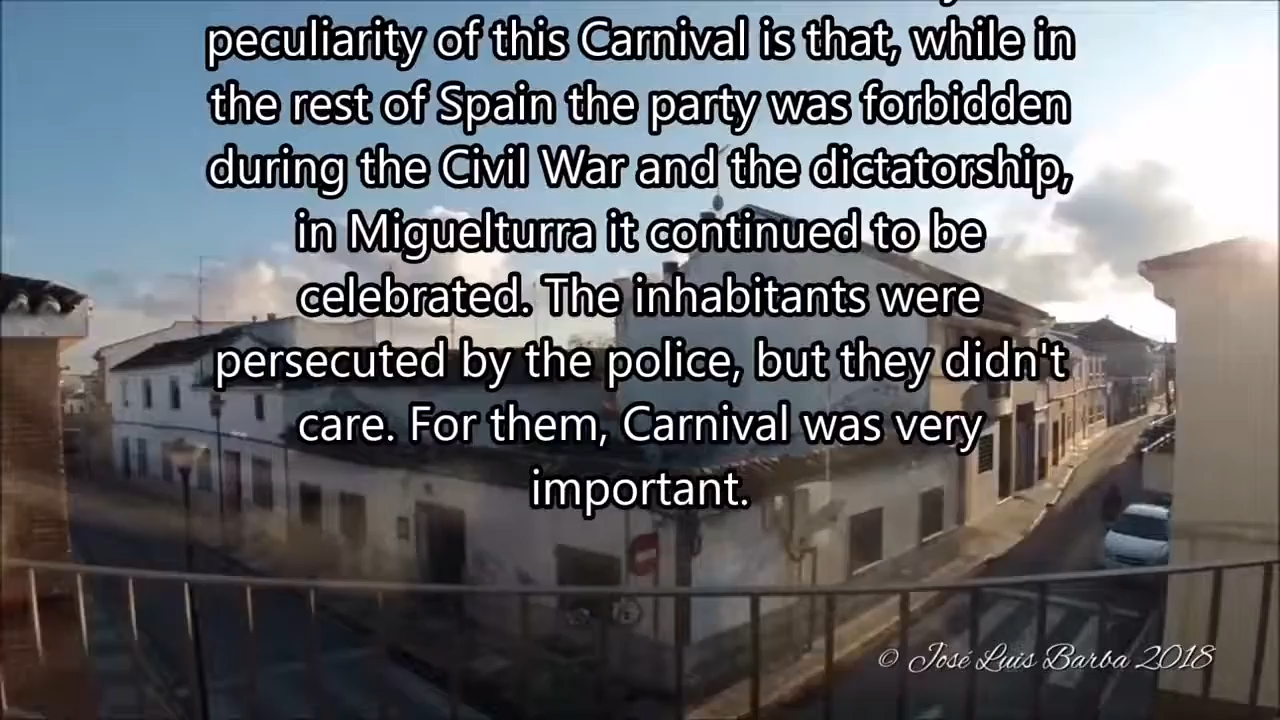 peculiarity of this Carnival is that, while in
the rest of Spain the party was forbidden
during the Civil War and the dictatorship,
in Miguelturra it continued to be
celebrated. The inhabitants were
persecuted by the police, but they didn't
care. For them, Carnival was very
important.
© José Luis Barba 2018